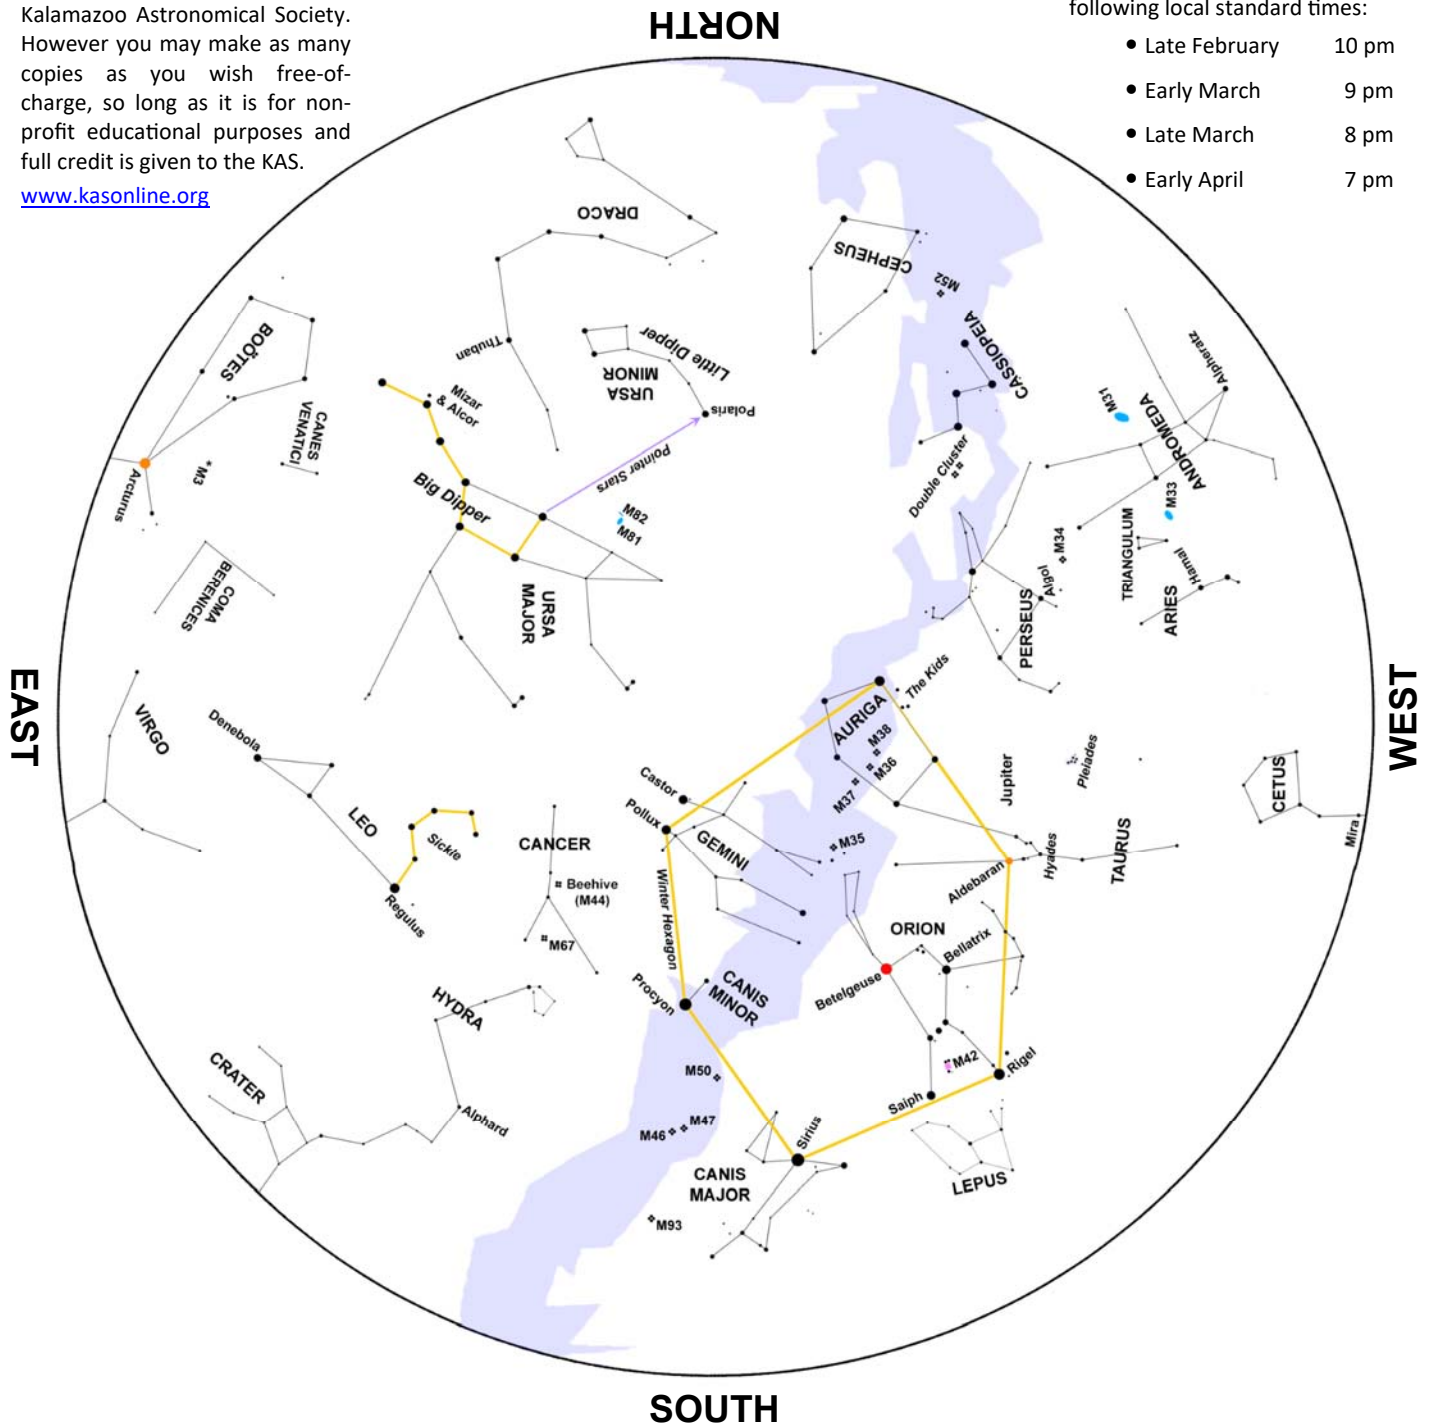 Kalamazoo Astronomical Society.
However you may make as many
copies as you wish free-of-
charge, so long as it is for non-
profit educational purposes and
full credit is given to the KAS.
www.kasonline.org
following local standard times:
• Late February 10 pm
• Early March 9 pm
• Late March 8 pm
• Early April 7 pm
NORTH
DRACO
CEPHEUS
M52
CASSIOPEIA
BOÖTES
Thuban
Little Dipper
URSA
MINOR
Polaris
Alpheratz
M31
ANDROMEDA
Mizar
& Alcor
CANES
VENATICI
M3
Arcturus
Big Dipper
Pointer Stars
M82
M81
Double Cluster
M33
M34
Algol
TRIANGULUM
Hamal
ARIES
PERSEUS
COMA
BERENICES
URSA
MAJOR
EAST
WEST
VIRGO
Denebola
LEO
Sickie
Regulus
The Kids
AURIGA
M38
M36
M37
Jupiter
Pleiades
CETUS
Mira
Castor
Pollux
GEMINI
M35
CANCER
Beehive
(M44)
M67
Winter Hexagon
Aldebaran
Hyades
TAURUS
ORION
Bellatrix
Betelgeuse
Procyon
CANIS
MINOR
HYDRA
CRATER
Alphard
M50
M46
M47
M42
Rigel
Saiph
Sirius
CANIS
MAJOR
LEPUS
M93
SOUTH